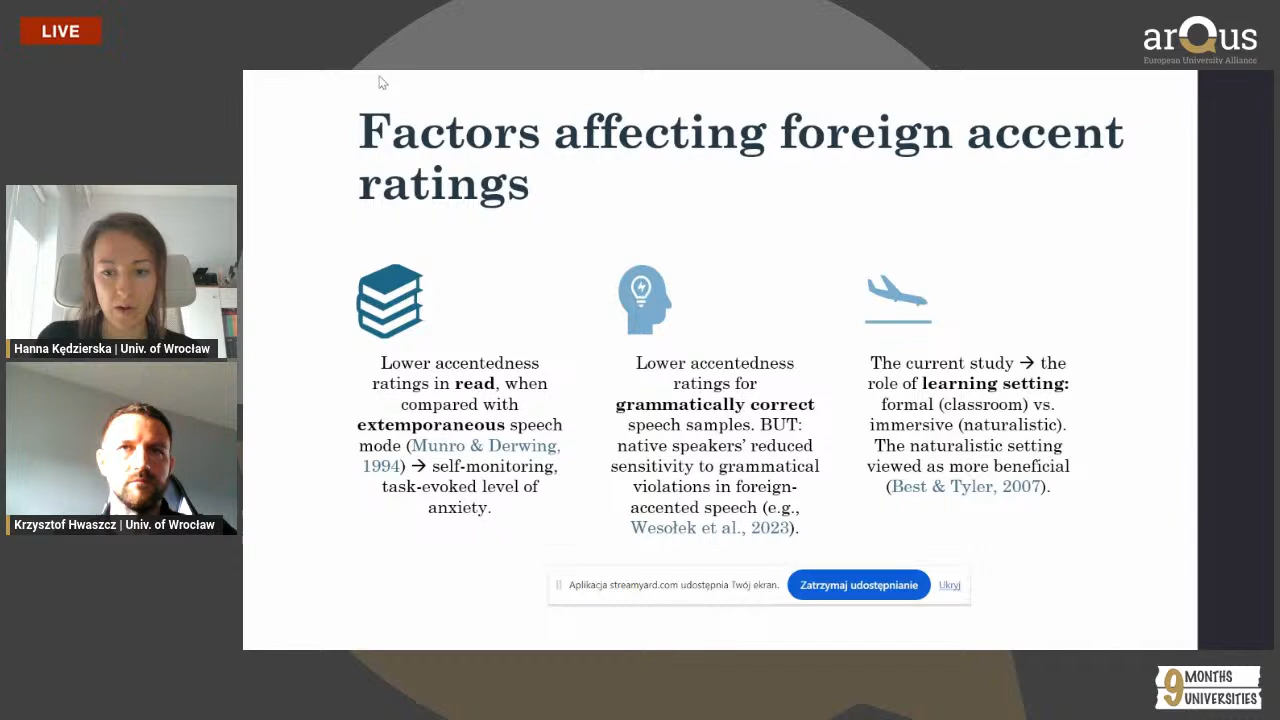 LIVE
arQus
European University Alliance
Factors affecting foreign accent
ratings
Lower accentedness
ratings in read, when
compared with
extemporaneous speech
mode (Munro & Derwing,
1994) → self-monitoring,
task-evoked level of
anxiety.
Lower accentedness
ratings for
grammatically correct
speech samples. BUT:
native speakers’ reduced
sensitivity to grammatical
violations in foreign-
accented speech (e.g.,
Wesołek et al., 2023).
The current study → the
role of learning setting:
formal (classroom) vs.
immersive (naturalistic).
The naturalistic setting
viewed as more beneficial
(Best & Tyler, 2007).
Hanna Kędzierska | Univ. of Wrocław
Krzysztof Hwaszcz | Univ. of Wrocław
Aplikacja streamyard.com udostępnia Twój ekran.
Zatrzymaj udostępnianie
Ukryj
9 MONTHS
UNIVERSITIES